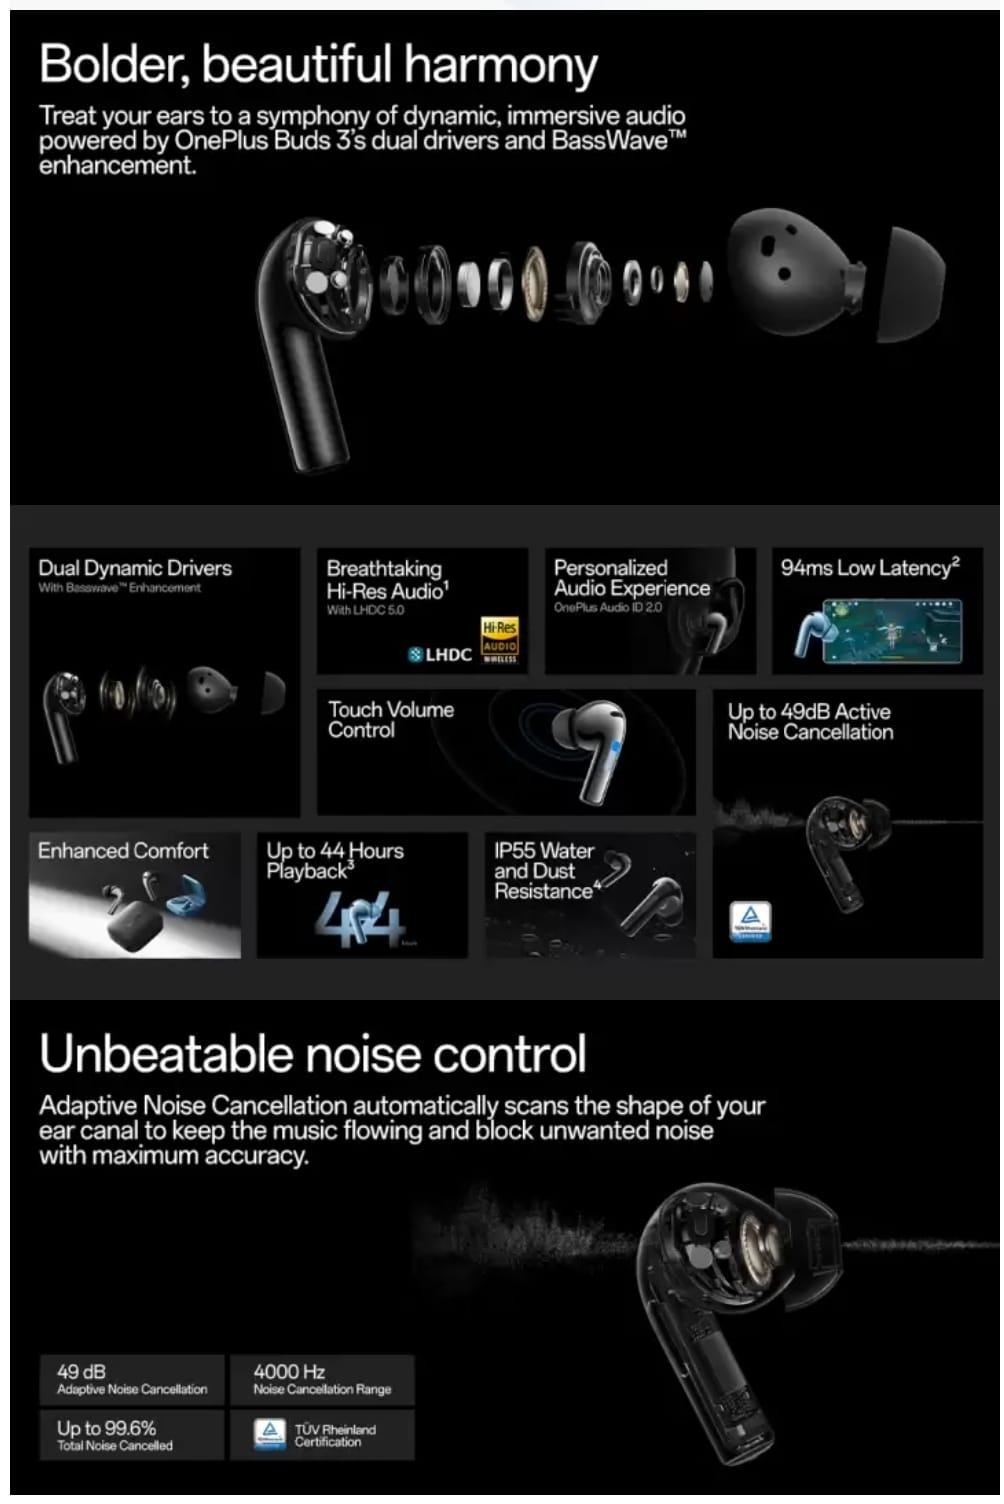 Bolder, beautiful harmony
Treat your ears to a symphony of dynamic, immersive audio
powered by OnePlus Buds 3's dual drivers and BassWave™
enhancement.
Dual Dynamic Drivers
With Basswave™ Enhancement
Breathtaking
Hi-Res Audio¹
With LHDC 5.0
LHDC
Hi-Res
AUDIO
WIRELESS
Personalized
Audio Experience
OnePlus Audio ID 2.0
94ms Low Latency²
Touch Volume
Control
Up to 49dB Active
Noise Cancellation
Enhanced Comfort
Up to 44 Hours
Playback³
44
IP55 Water
and Dust
Resistance⁴
Unbeatable noise control
Adaptive Noise Cancellation automatically scans the shape of your
ear canal to keep the music flowing and block unwanted noise
with maximum accuracy.
49 dB
Adaptive Noise Cancellation
4000 Hz
Noise Cancellation Range
Up to 99.6%
Total Noise Cancelled
TÜV Rheinland
Certification